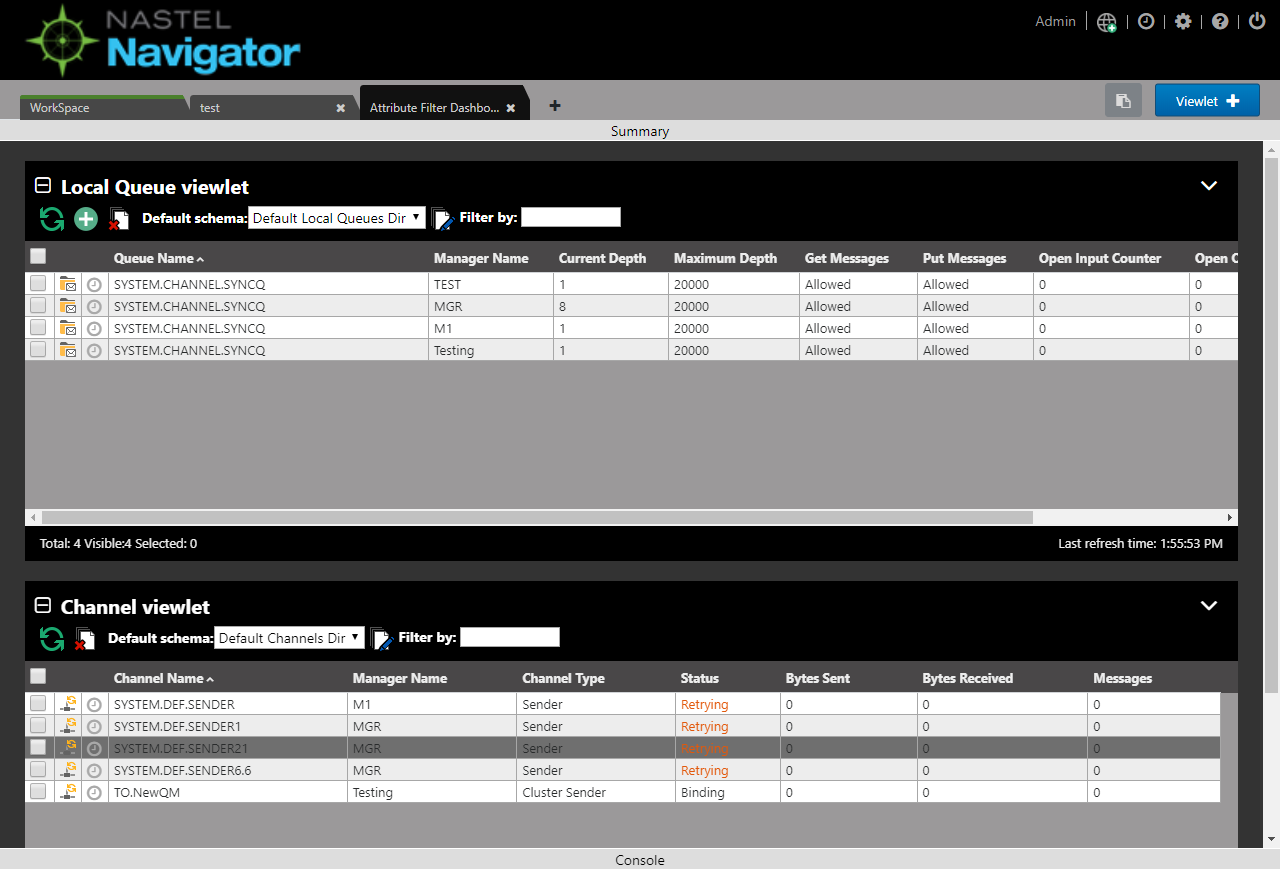 NASTEL
Navigator
Admin
WorkSpace test Attribute Filter Dashbo... Viewlet
Summary
Local Queue viewlet
Default schema: Default Local Queues Dir Filter by:
Queue Name Manager Name Current Depth Maximum Depth Get Messages Put Messages Open Input Counter Open
SYSTEM.CHANNEL.SYNCQ TEST 1 20000 Allowed Allowed 0 0
SYSTEM.CHANNEL.SYNCQ MGR 8 20000 Allowed Allowed 0 0
SYSTEM.CHANNEL.SYNCQ M1 1 20000 Allowed Allowed 0 0
SYSTEM.CHANNEL.SYNCQ Testing 1 20000 Allowed Allowed 0 0
Total: 4 Visible:4 Selected: 0 Last refresh time: 1:55:53 PM
Channel viewlet
Default schema: Default Channels Dir Filter by:
Channel Name Manager Name Channel Type Status Bytes Sent Bytes Received Messages
SYSTEM.DEF.SENDER M1 Sender Retrying 0 0 0
SYSTEM.DEF.SENDER1 MGR Sender Retrying 0 0 0
SYSTEM.DEF.SENDER21 MGR Sender Retrying 0 0 0
SYSTEM.DEF.SENDER6.6 MGR Sender Retrying 0 0 0
TO.NewQM Testing Cluster Sender Binding 0 0 0
Console